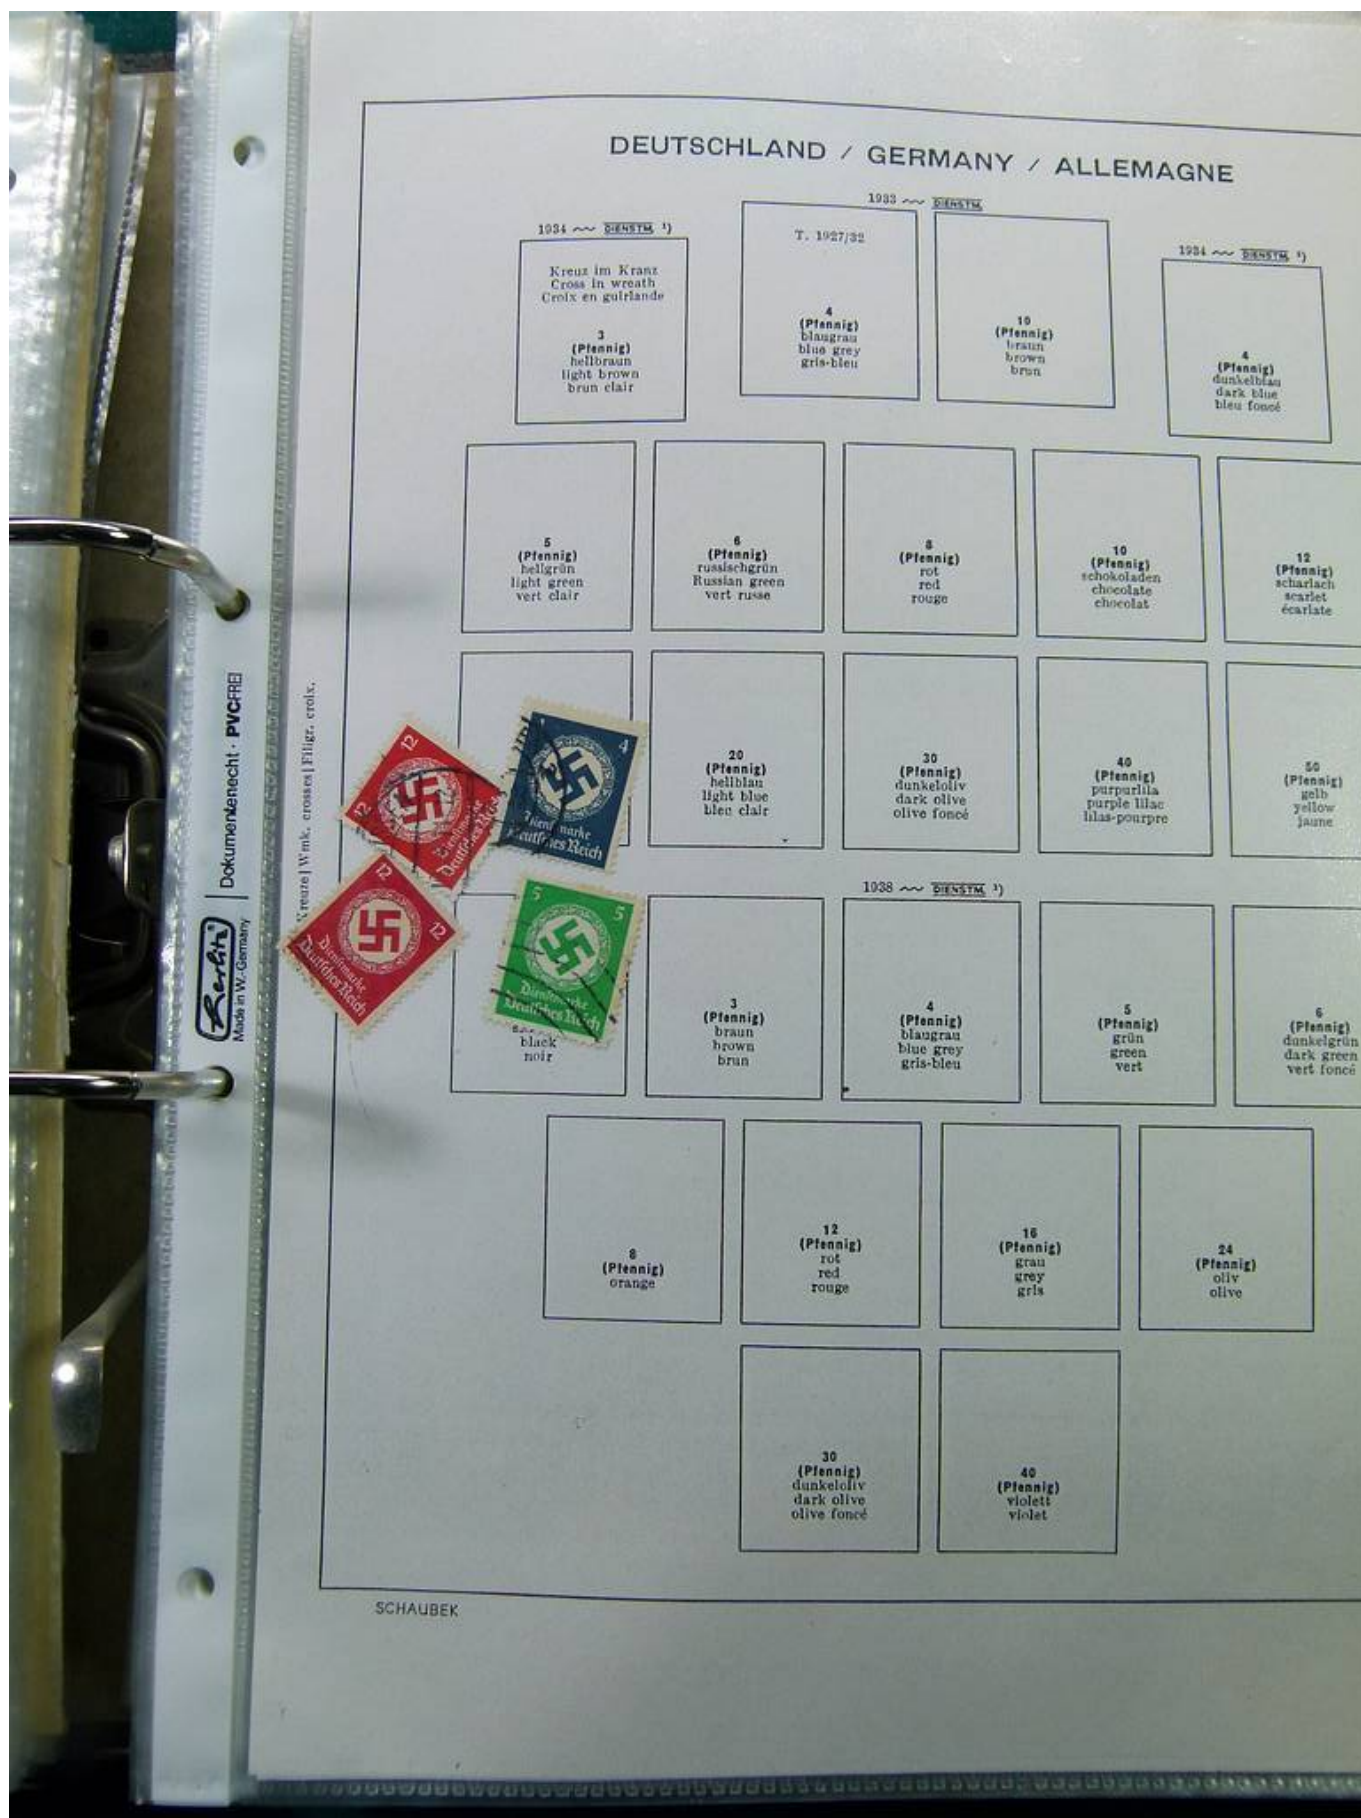 DEUTSCHLAND / GERMANY / ALLEMAGNE
1933 DIENSTM.
1934 DIENSTM. ¹)
1934 DIENSTM. ¹)
Kreuz im Kranz
Cross in wreath
Croix en guirlande
3
(Pfennig)
hellbraun
light brown
brun clair
T. 1927/32
4
(Pfennig)
blaugrau
blue grey
gris-bleu
10
(Pfennig)
braun
brown
brun
4
(Pfennig)
dunkelblau
dark blue
bleu foncé
5
(Pfennig)
hellgrün
light green
vert clair
6
(Pfennig)
russischgrün
Russian green
vert russe
8
(Pfennig)
rot
red
rouge
10
(Pfennig)
schokoladen
chocolate
chocolat
12
(Pfennig)
scharlach
scarlet
écarlate
20
(Pfennig)
hellblau
light blue
bleu clair
30
(Pfennig)
dunkeloliv
dark olive
olive foncé
40
(Pfennig)
purpurlila
purple lilac
lilas-pourpre
50
(Pfennig)
gelb
yellow
jaune
12
12
Dienstmarke
Deutsches Reich
4
Dienstmarke
Deutsches Reich
12
12
Dienstmarke
Deutsches Reich
5
5
Dienstmarke
Deutsches Reich
black
noir
1938 DIENSTM. ¹)
3
(Pfennig)
braun
brown
brun
4
(Pfennig)
blaugrau
blue grey
gris-bleu
5
(Pfennig)
grün
green
vert
6
(Pfennig)
dunkelgrün
dark green
vert foncé
8
(Pfennig)
orange
12
(Pfennig)
rot
red
rouge
16
(Pfennig)
grau
grey
gris
24
(Pfennig)
oliv
olive
30
(Pfennig)
dunkeloliv
dark olive
olive foncé
40
(Pfennig)
violett
violet
SCHAUBEK
Kreuze | Wmk. crosses | Filigr. croix.
Herlitz
Made in W.-Germany
Dokumentenecht · PVCFREI